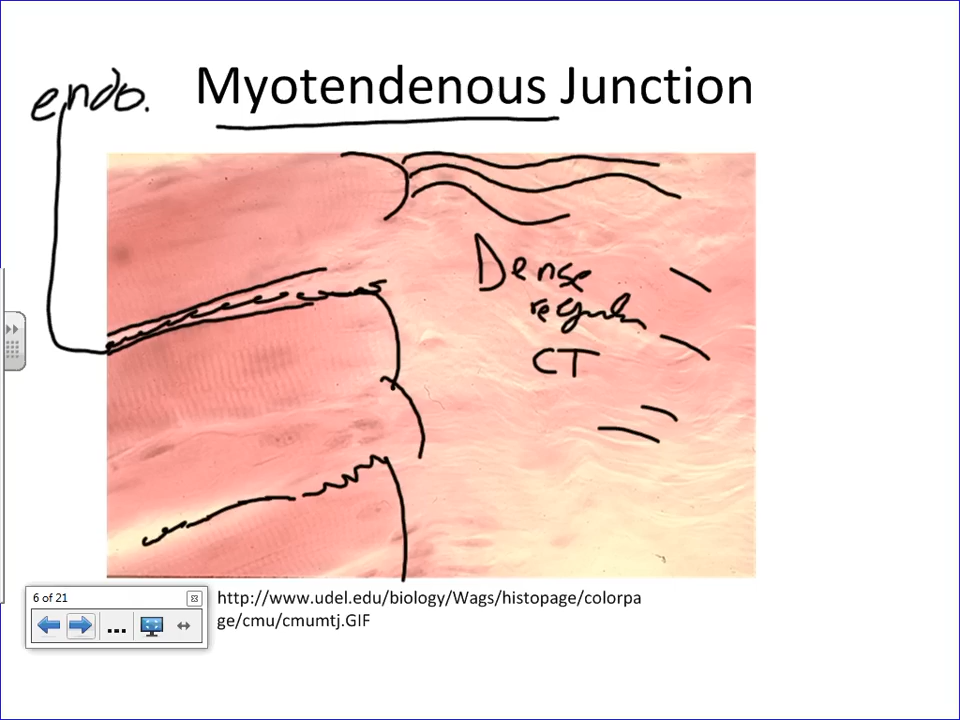 endo.
Myotendenous Junction
Dense
regular
CT
http://www.udel.edu/biology/Wags/histopage/colorpa
ge/cmu/cmumtj.GIF
6 of 21
...